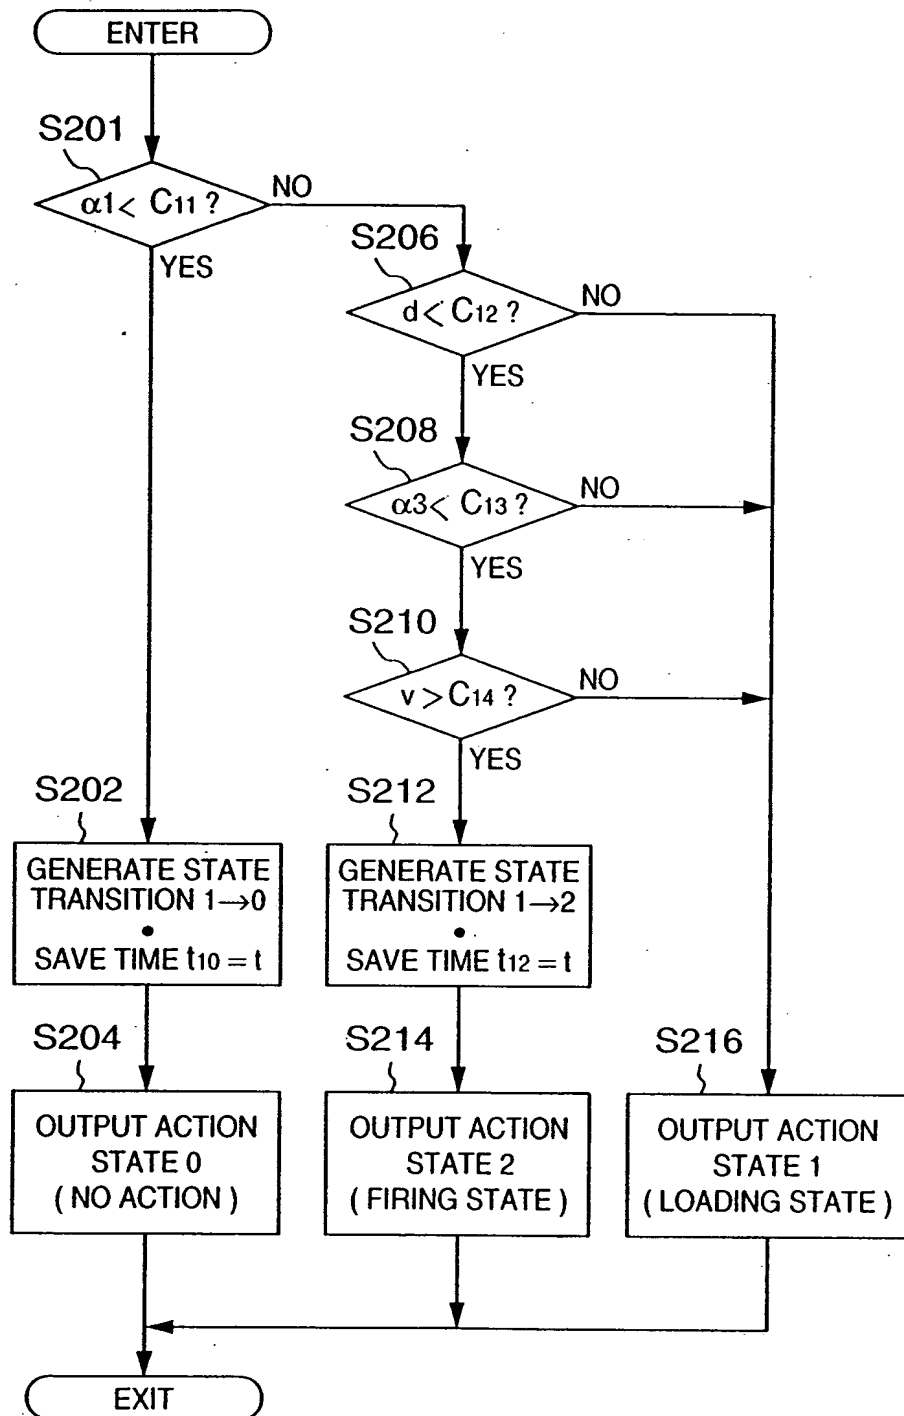 ENTER
S201
α1 < C11 ?
NO
YES
S206
d < C12 ?
NO
YES
S208
α3 < C13 ?
NO
YES
S210
v > C14 ?
NO
YES
S202
GENERATE STATE
TRANSITION 1→0
•
SAVE TIME t10 = t
S212
GENERATE STATE
TRANSITION 1→2
•
SAVE TIME t12 = t
S204
OUTPUT ACTION
STATE 0
( NO ACTION )
S214
OUTPUT ACTION
STATE 2
( FIRING STATE )
S216
OUTPUT ACTION
STATE 1
( LOADING STATE )
EXIT